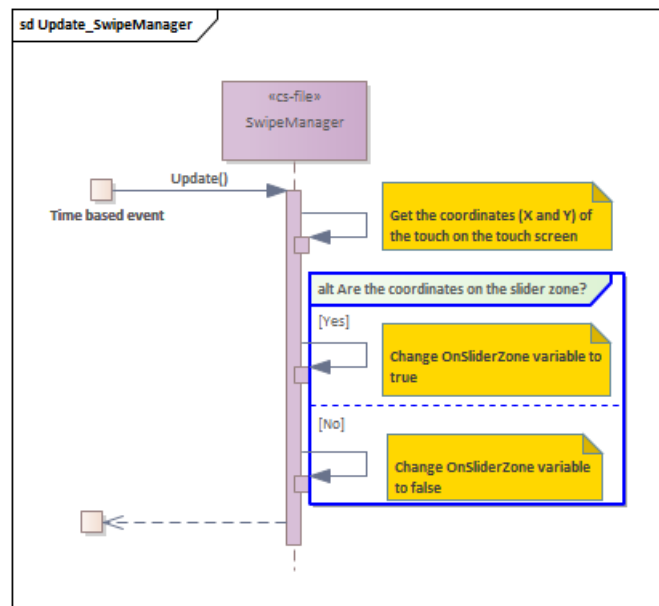 sd Update_SwipeManager
«cs-file»
SwipeManager
Update()
Time based event
Get the coordinates (X and Y) of
the touch on the touch screen
alt Are the coordinates on the slider zone?
[Yes]
Change OnSliderZone variable to
true
[No]
Change OnSliderZone variable
to false